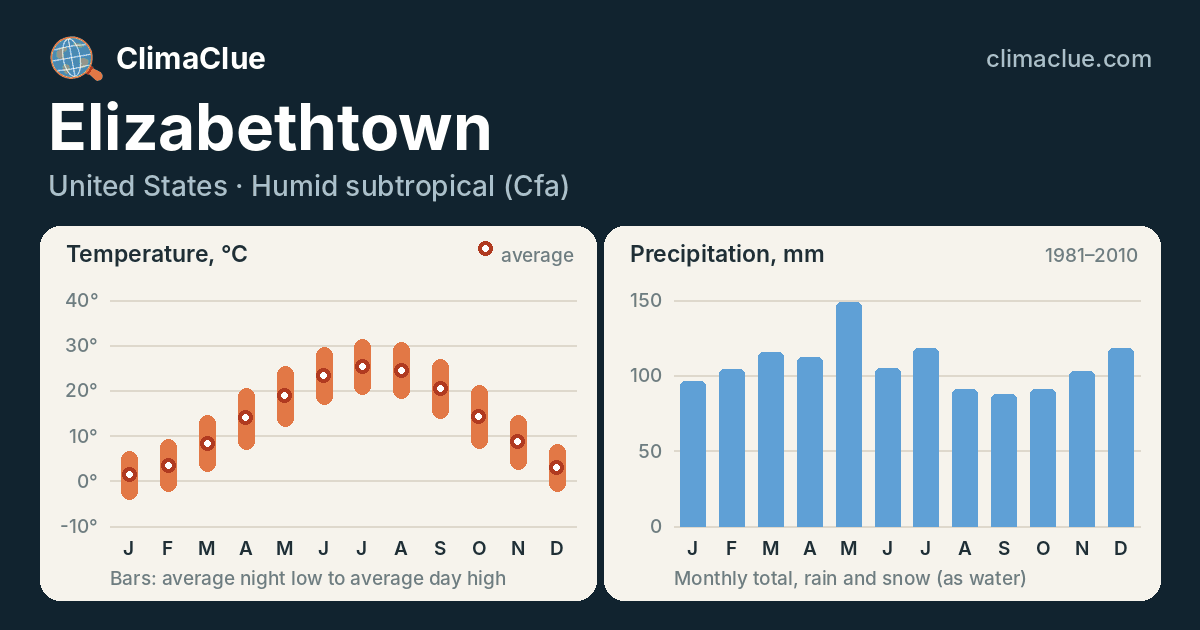 ClimaClue
climaclue.com
Elizabethtown
United States · Humid subtropical (Cfa)
Temperature, °C
average
40°
30°
20°
10°
0°
-10°
J F M A M J J A S O N D
Bars: average night low to average day high
Precipitation, mm
1981–2010
150
100
50
0
J F M A M J J A S O N D
Monthly total, rain and snow (as water)